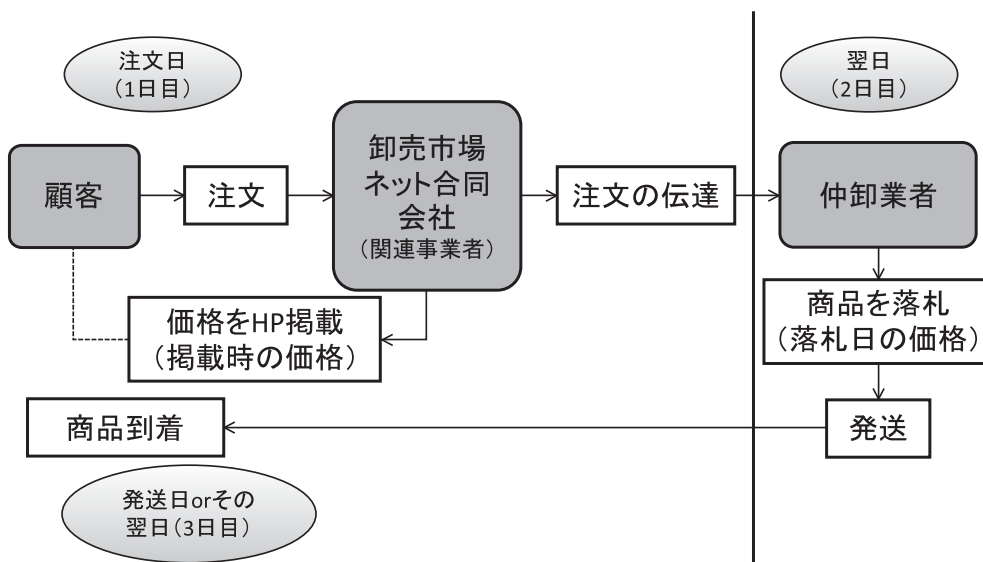 注文日
(1日目)
翌日
(2日目)
顧客
注文
卸売市場
ネット合同
会社
(関連事業者)
注文の伝達
仲卸業者
価格をHP掲載
(掲載時の価格)
商品を落札
(落札日の価格)
商品到着
発送
発送日orその
翌日(3日目)